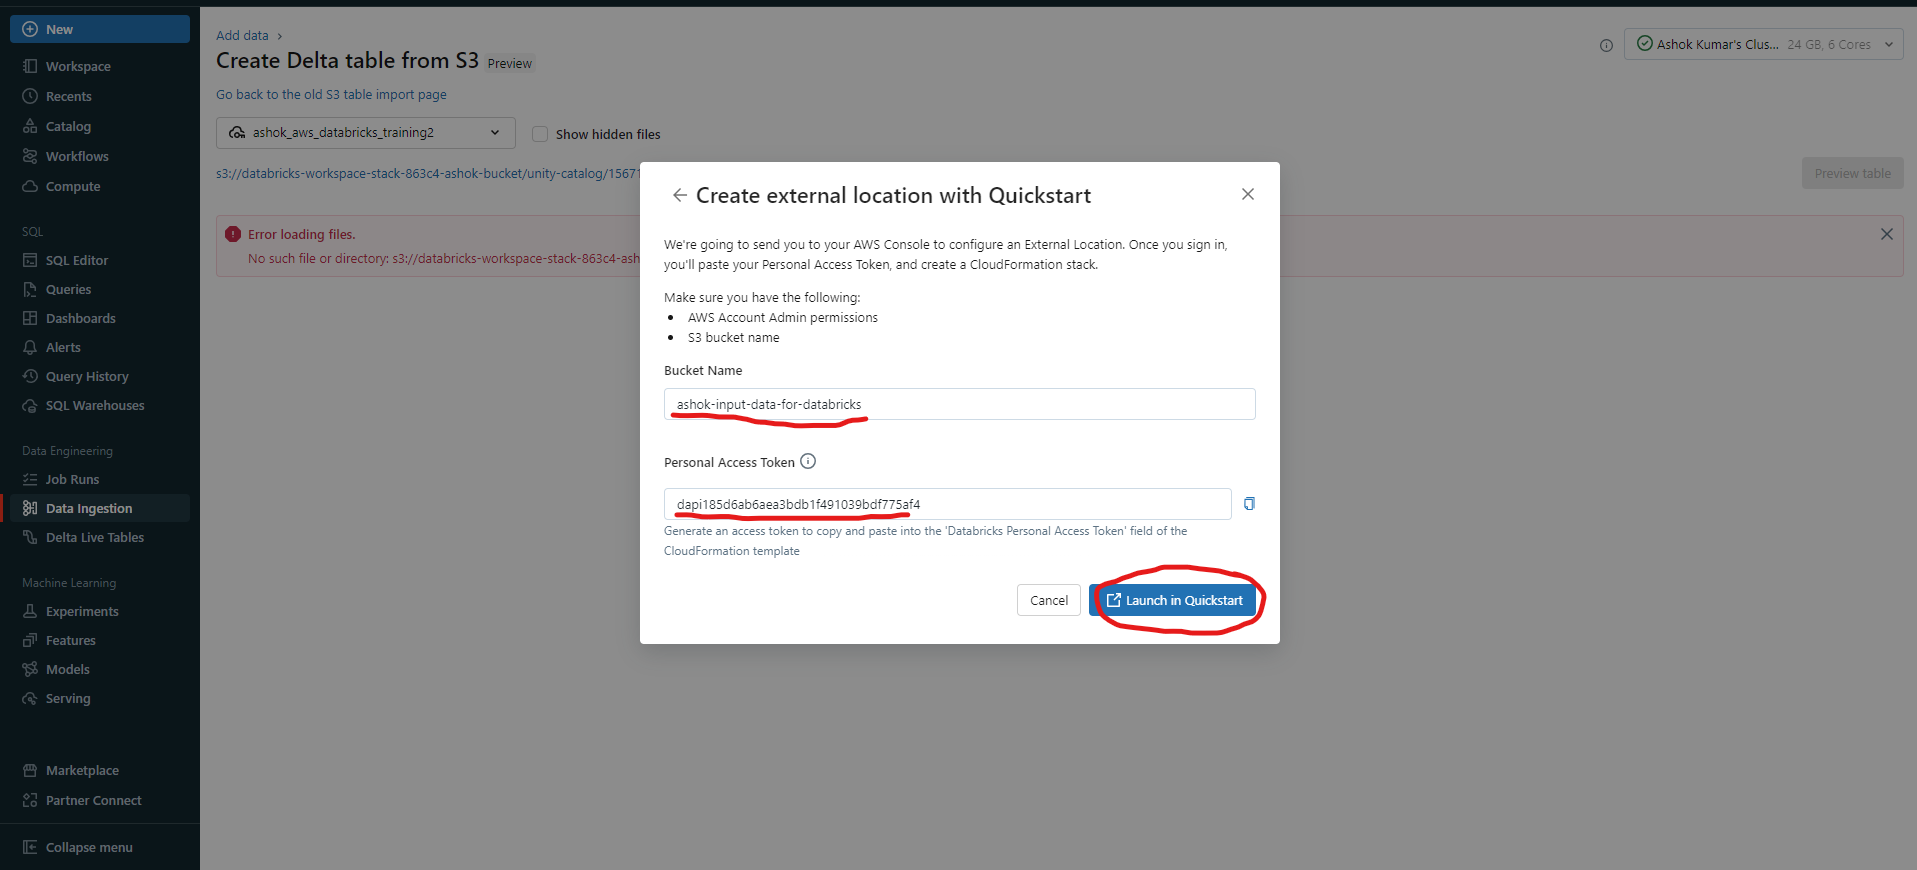 New
Workspace
Recents
Catalog
Workflows
Compute
SQL
SQL Editor
Queries
Dashboards
Alerts
Query History
SQL Warehouses
Data Engineering
Job Runs
Data Ingestion
Delta Live Tables
Machine Learning
Experiments
Features
Models
Serving
Marketplace
Partner Connect
Collapse menu
Add data ›
Create Delta table from S3 Preview
Ashok Kumar's Clus... 24 GB, 6 Cores
Go back to the old S3 table import page
ashok_aws_databricks_training2
Show hidden files
s3://databricks-workspace-stack-863c4-ashok-bucket/unity-catalog/15671
Preview table
Error loading files.
No such file or directory: s3://databricks-workspace-stack-863c4-ash
Create external location with Quickstart
We're going to send you to your AWS Console to configure an External Location. Once you sign in,
you'll paste your Personal Access Token, and create a CloudFormation stack.
Make sure you have the following:
• AWS Account Admin permissions
• S3 bucket name
Bucket Name
ashok-input-data-for-databricks
Personal Access Token
dapi185d6ab6aea3bdb1f491039bdf775af4
Generate an access token to copy and paste into the 'Databricks Personal Access Token' field of the
CloudFormation template
Cancel
Launch in Quickstart